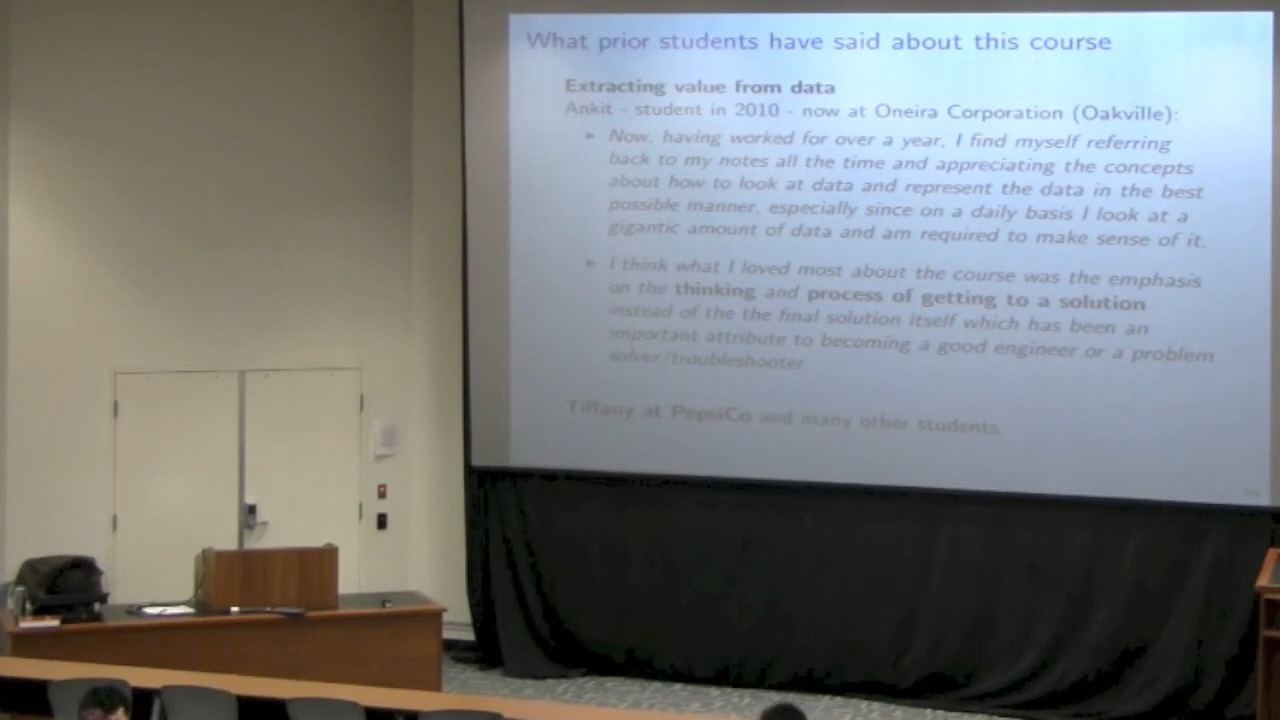 What prior students have said about this course
Extracting value from data
Ankit - student in 2010 - now at Oneira Corporation (Oakville):
► Now, having worked for over a year, I find myself referring
back to my notes all the time and appreciating the concepts
about how to look at data and represent the data in the best
possible manner, especially since on a daily basis I look at a
gigantic amount of data and am required to make sense of it.
► I think what I loved most about the course was the emphasis
on the thinking and process of getting to a solution
instead of the the final solution itself which has been an
important attribute to becoming a good engineer or a problem
solver/troubleshooter.
Tiffany at PepsiCo and many other students